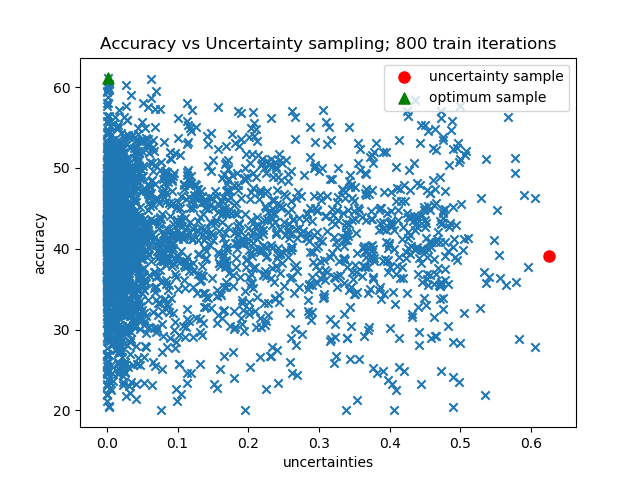 Accuracy vs Uncertainty sampling; 800 train iterations
uncertainty sample
optimum sample
60
50
40
30
20
accuracy
0.0 0.1 0.2 0.3 0.4 0.5 0.6
uncertainties